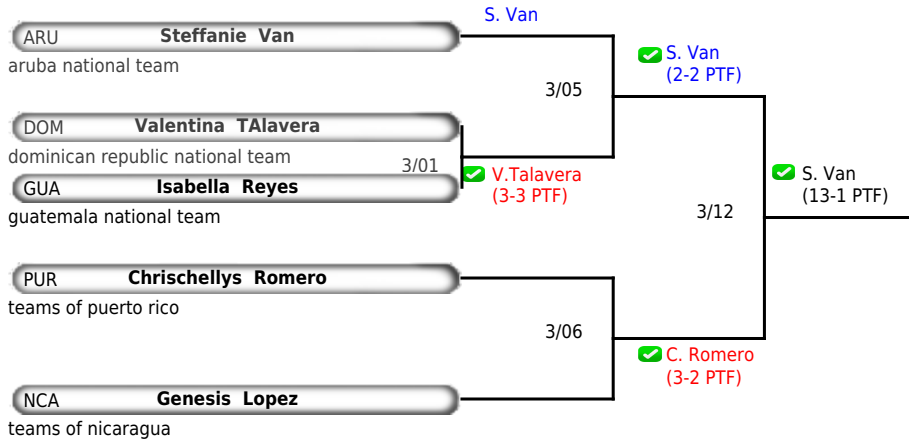 S. Van
ARU Steffanie Van
aruba national team
S. Van
(2-2 PTF)
3/05
DOM Valentina TAlavera
dominican republic national team
3/01
V.Talavera
(3-3 PTF)
GUA Isabella Reyes
guatemala national team
S. Van
(13-1 PTF)
3/12
PUR Chrischellys Romero
teams of puerto rico
3/06
C. Romero
(3-2 PTF)
NCA Genesis Lopez
teams of nicaragua